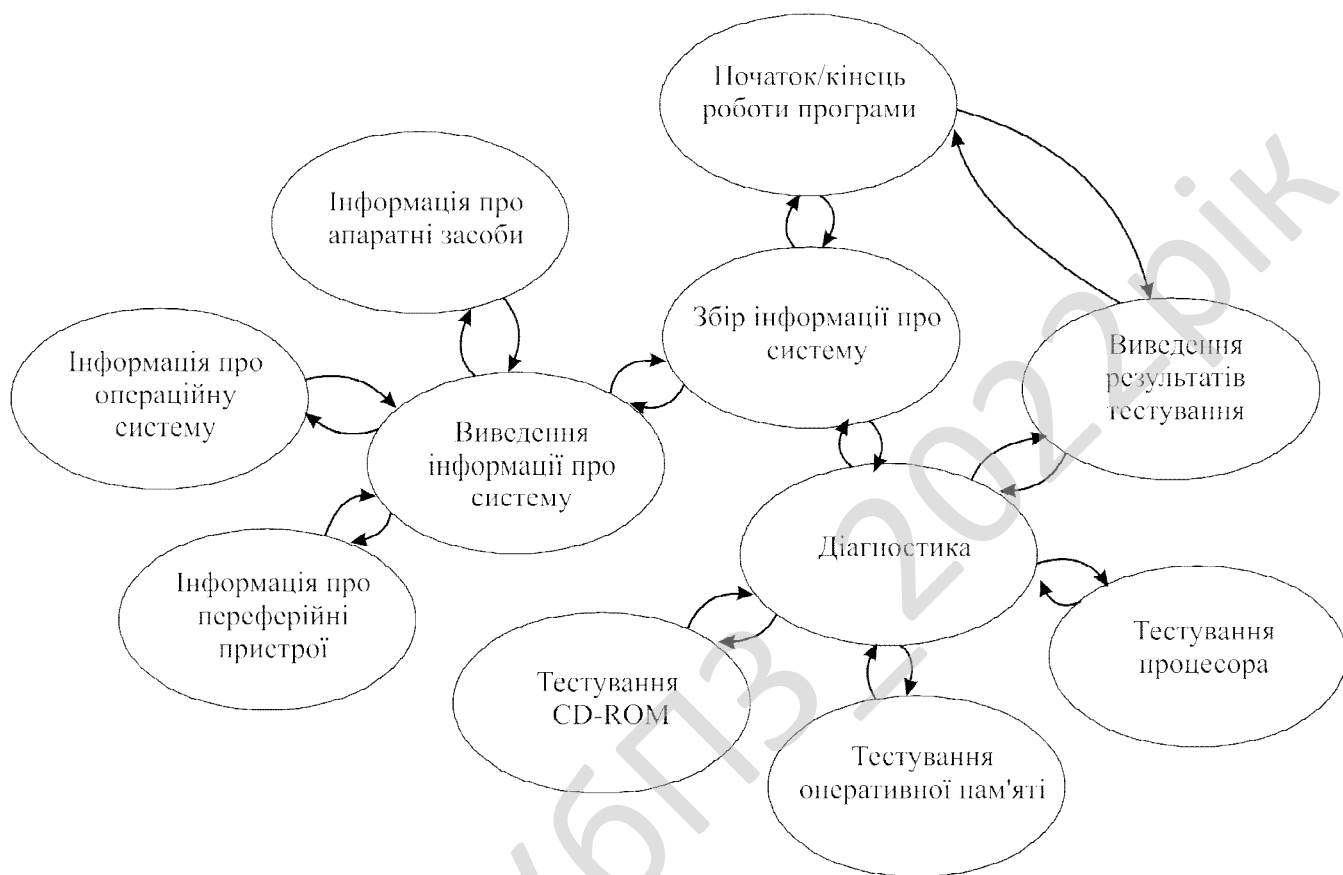 Початок/кінець
роботи програми
Інформація про
апаратні засоби
Збір інформації про
систему
Виведення
результатів
тестування
Інформація про
операційну
систему
Виведення
інформації про
систему
Діагностика
Інформація про
переферійні
пристрої
Тестування
процесора
Тестування
CD-ROM
Тестування
оперативної пам'яті
бПЗ_2022рік